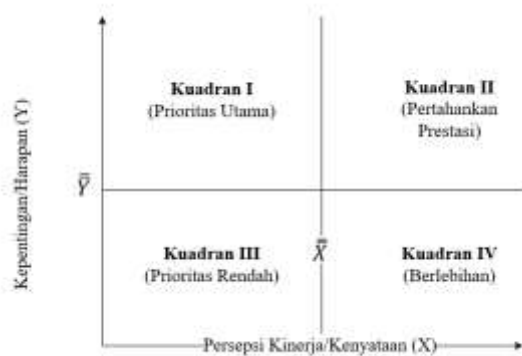 Kuadran I
(Prioritas Utama)
Kuadran II
(Pertahankan
Prestasi)
Kepentingan/Harapan (Y)
Y̿
Kuadran III
(Prioritas Rendah)
X̿
Kuadran IV
(Berlebihan)
Persepsi Kinerja/Kenyataan (X)